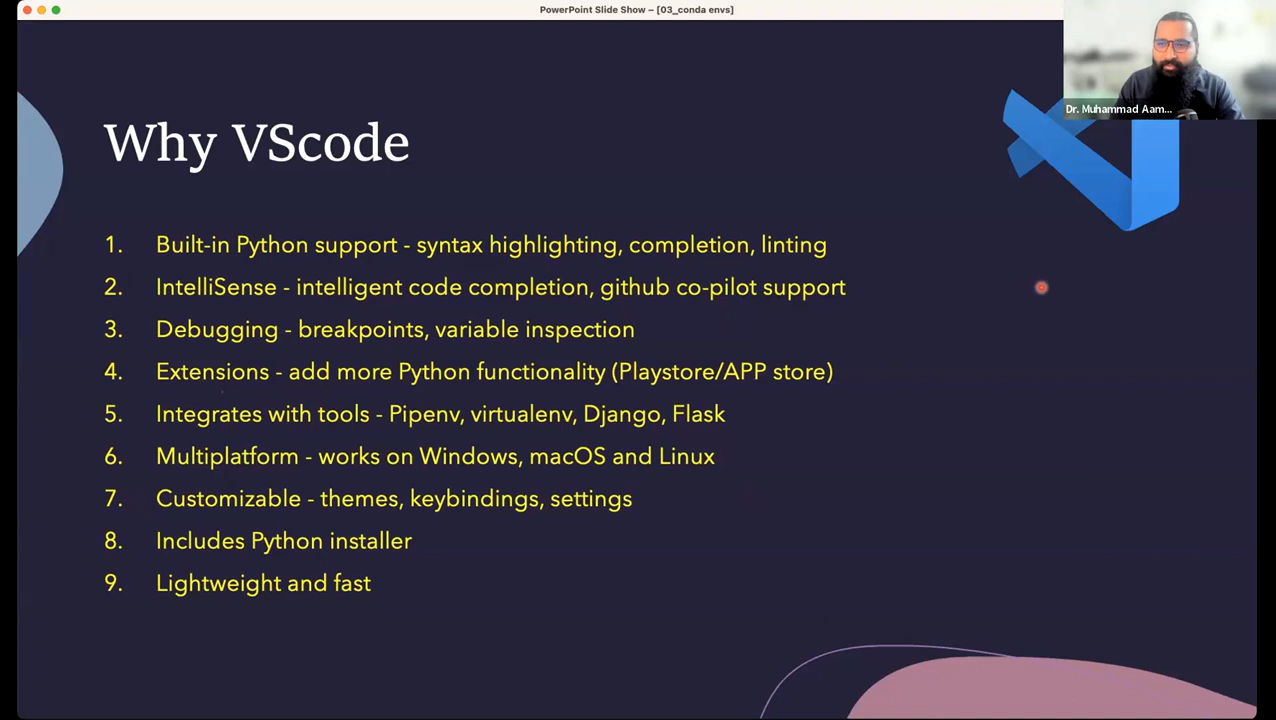 PowerPoint Slide Show – [03_conda envs]
Dr. Muhammad Aam...
Why VScode
1. Built-in Python support - syntax highlighting, completion, linting
2. IntelliSense - intelligent code completion, github co-pilot support
3. Debugging - breakpoints, variable inspection
4. Extensions - add more Python functionality (Playstore/APP store)
5. Integrates with tools - Pipenv, virtualenv, Django, Flask
6. Multiplatform - works on Windows, macOS and Linux
7. Customizable - themes, keybindings, settings
8. Includes Python installer
9. Lightweight and fast